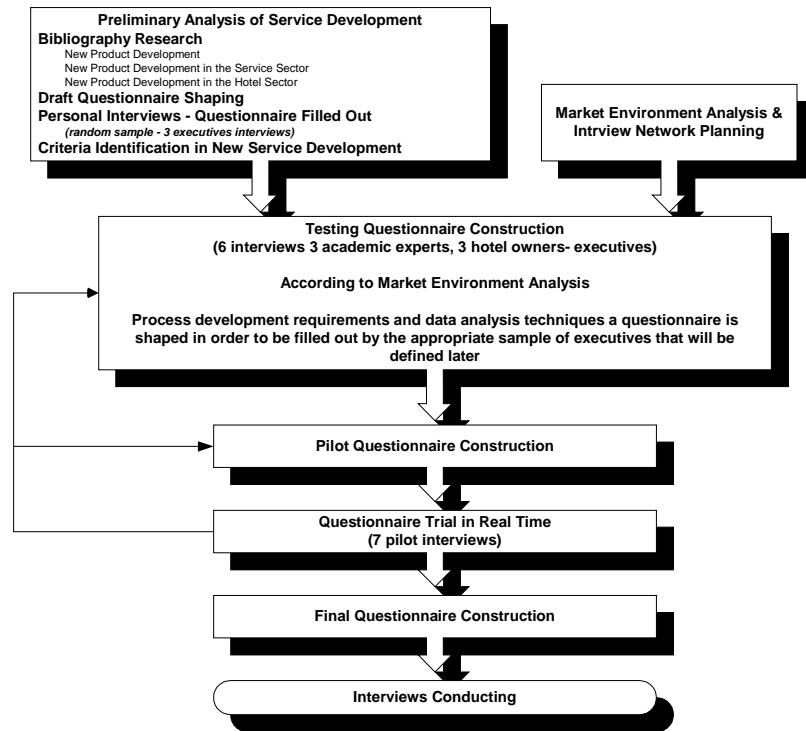 Preliminary Analysis of Service Development
Bibliography Research
New Product Development
New Product Development in the Service Sector
New Product Development in the Hotel Sector
Draft Questionnaire Shaping
Personal Interviews - Questionnaire Filled Out
(random sample - 3 executives interviews)
Criteria Identification in New Service Development
Market Environment Analysis &
Intrview Network Planning
Testing Questionnaire Construction
(6 interviews 3 academic experts, 3 hotel owners- executives)
According to Market Environment Analysis
Process development requirements and data analysis techniques a questionnaire is
shaped in order to be filled out by the appropriate sample of executives that will be
defined later
Pilot Questionnaire Construction
Questionnaire Trial in Real Time
(7 pilot interviews)
Final Questionnaire Construction
Interviews Conducting